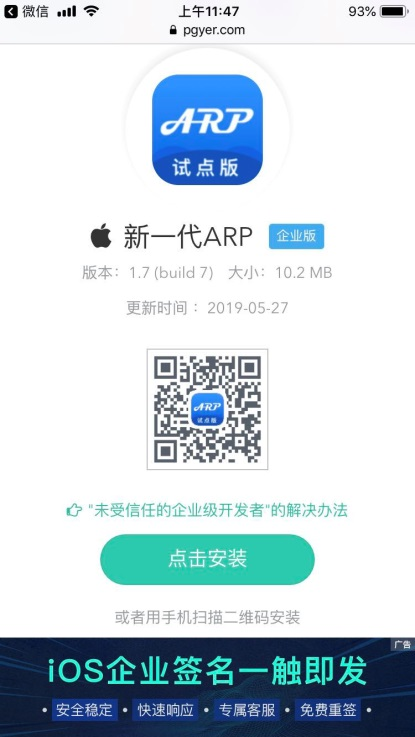 微信 上午11:47 93%
pgyer.com
ARP
试点版
新一代ARP 企业版
版本：1.7 (build 7) 大小：10.2 MB
更新时间：2019-05-27
ARP
试点版
"未受信任的企业级开发者"的解决办法
点击安装
或者用手机扫描二维码安装
广告
iOS企业签名一触即发
• 安全稳定 • 快速响应 • 专属客服 • 免费重签 •